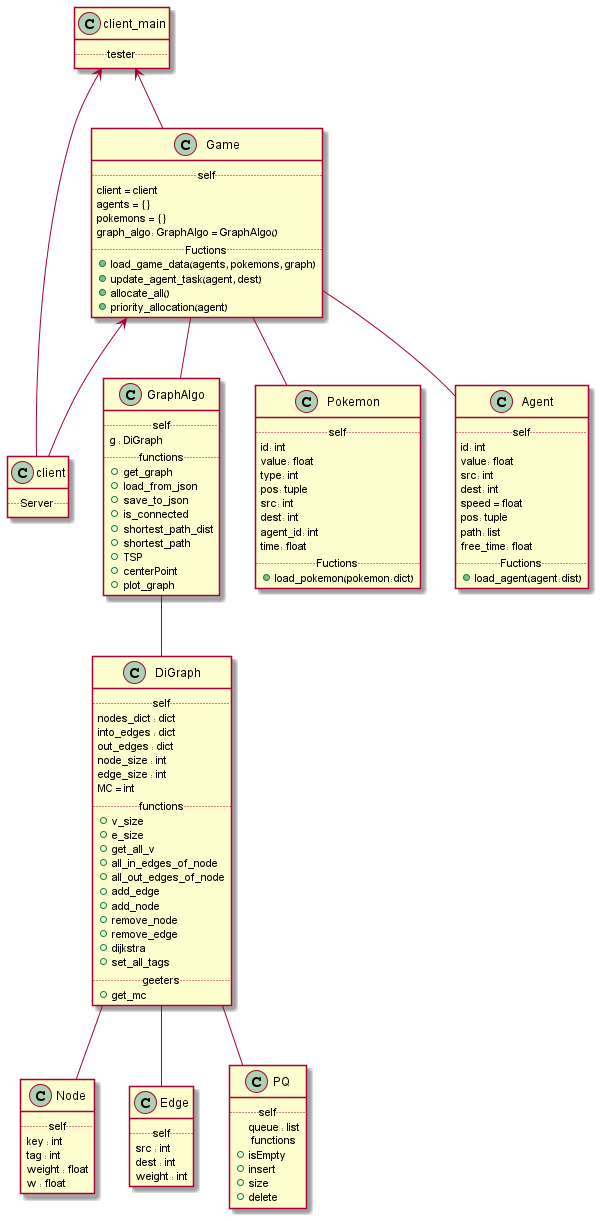 C client_main
tester
C Game
self
client = client
agents = {}
pokemons = {}
graph_algo: GraphAlgo = GraphAlgo()
Fuctions
load_game_data(agents, pokemons, graph)
update_agent_task(agent, dest)
allocate_all()
priority_allocation(agent)
C client
Server
C GraphAlgo
self
g : DiGraph
functions
get_graph
load_from_json
save_to_json
is_connected
shortest_path_dist
shortest_path
TSP
centerPoint
plot_graph
C Pokemon
self
id: int
value: float
type: int
pos: tuple
src: int
dest: int
agent_id: int
time: float
Fuctions
load_pokemon(pokemon:dict)
C Agent
self
id: int
value: float
src: int
dest: int
speed = float
pos: tuple
path: list
free_time: float
Fuctions
load_agent(agent:dist)
C DiGraph
self
nodes_dict : dict
into_edges : dict
out_edges : dict
node_size : int
edge_size : int
MC = int
functions
v_size
e_size
get_all_v
all_in_edges_of_node
all_out_edges_of_node
add_edge
add_node
remove_node
remove_edge
dijkstra
set_all_tags
geeters
get_mc
C Node
self
key : int
tag : int
weight : float
w : float
C Edge
self
src : int
dest : int
weight : int
C PQ
self
queue : list
functions
isEmpty
insert
size
delete